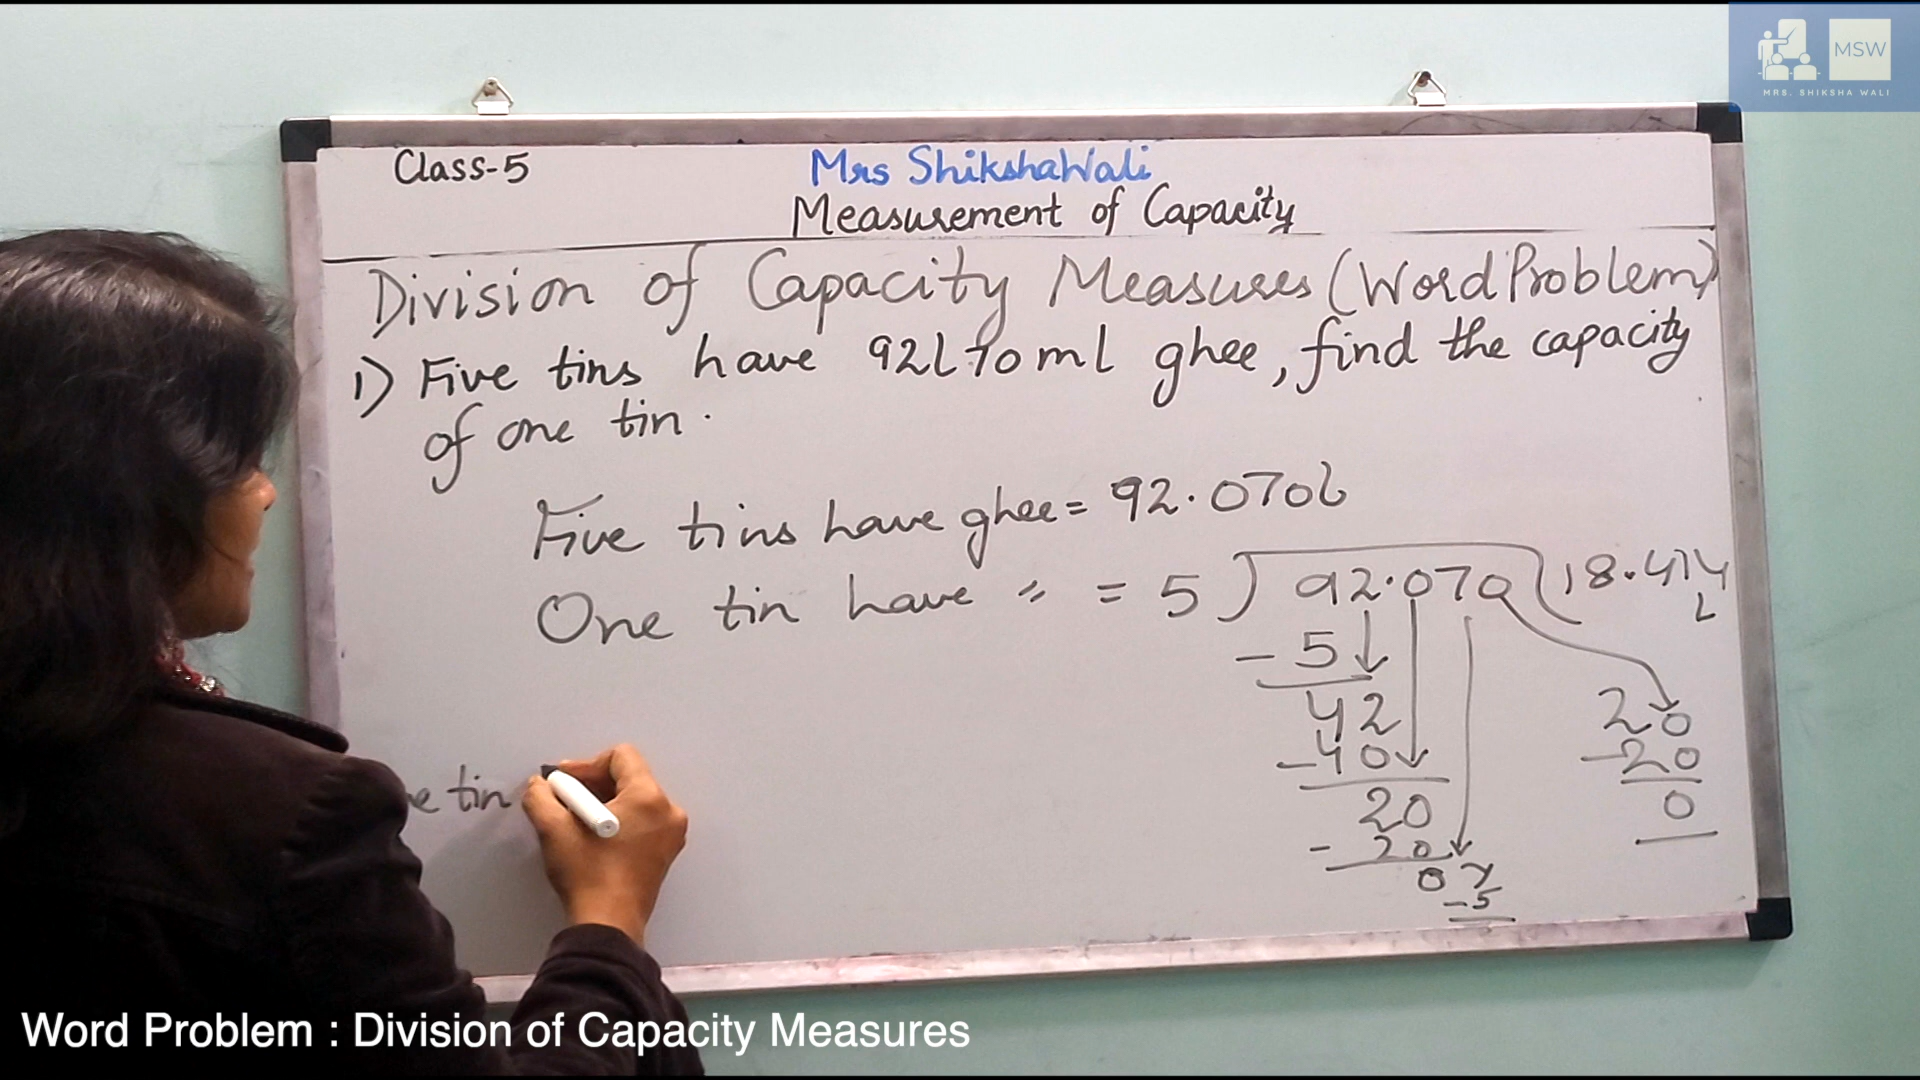 MSW
MRS. SHIKSHA WALI
Class-5
Mrs ShikshaWali
Measurement of Capacity
Division of Capacity Measures (Word Problem)
1) Five tins have 92l 70ml ghee, find the capacity
of one tin.
Five tins have ghee = 92.070l
One tin have " = 5) 92.070 (18.414
L
- 5
42
- 40
20
- 20
07
- 5
20
- 20
0
tin
Word Problem : Division of Capacity Measures